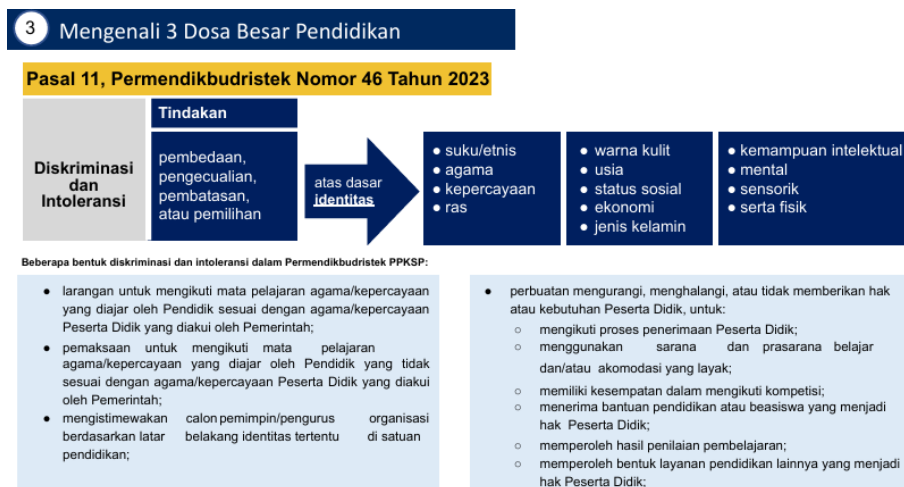 3
Mengenali 3 Dosa Besar Pendidikan
Pasal 11, Permendikbudristek Nomor 46 Tahun 2023
Diskriminasi
dan
Intoleransi
Tindakan
pembedaan,
pengecualian,
pembatasan,
atau pemilihan
atas dasar
identitas
● suku/etnis
● agama
● kepercayaan
● ras
● warna kulit
● usia
● status sosial
● ekonomi
● jenis kelamin
● kemampuan intelektual
● mental
● sensorik
● serta fisik
Beberapa bentuk diskriminasi dan intoleransi dalam Permendikbudristek PPKSP:
● larangan untuk mengikuti mata pelajaran agama/kepercayaan
yang diajar oleh Pendidik sesuai dengan agama/kepercayaan
Peserta Didik yang diakui oleh Pemerintah;
● pemaksaan untuk mengikuti mata pelajaran
agama/kepercayaan yang diajar oleh Pendidik yang tidak
sesuai dengan agama/kepercayaan Peserta Didik yang diakui
oleh Pemerintah;
● mengistimewakan calon pemimpin/pengurus organisasi
berdasarkan latar belakang identitas tertentu di satuan
pendidikan;
● perbuatan mengurangi, menghalangi, atau tidak memberikan hak
atau kebutuhan Peserta Didik, untuk:
○ mengikuti proses penerimaan Peserta Didik;
○ menggunakan sarana dan prasarana belajar
dan/atau akomodasi yang layak;
○ memiliki kesempatan dalam mengikuti kompetisi;
○ menerima bantuan pendidikan atau beasiswa yang menjadi
hak Peserta Didik;
○ memperoleh hasil penilaian pembelajaran;
○ memperoleh bentuk layanan pendidikan lainnya yang menjadi
hak Peserta Didik;